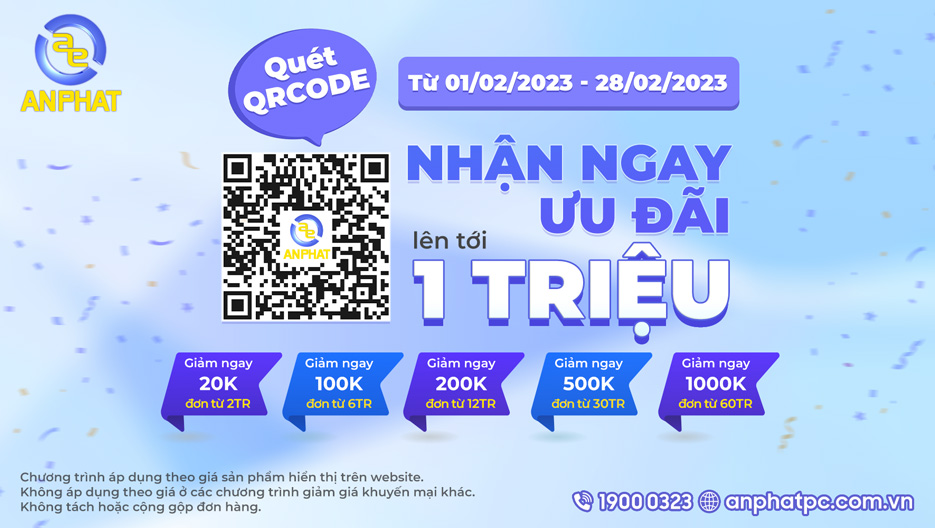 ae
ANPHAT
Quét
QRCODE
Từ 01/02/2023 - 28/02/2023
NHẬN NGAY
ƯU ĐÃI
lên tới
1 TRIỆU
ae
ANPHAT
Giảm ngay
20K
đơn từ 2TR
Giảm ngay
100K
đơn từ 6TR
Giảm ngay
200K
đơn từ 12TR
Giảm ngay
500K
đơn từ 30TR
Giảm ngay
1000K
đơn từ 60TR
Chương trình áp dụng theo giá sản phẩm hiển thị trên website.
Không áp dụng theo giá ở các chương trình giảm giá khuyến mại khác.
Không tách hoặc cộng gộp đơn hàng.
1900 0323 anphatpc.com.vn